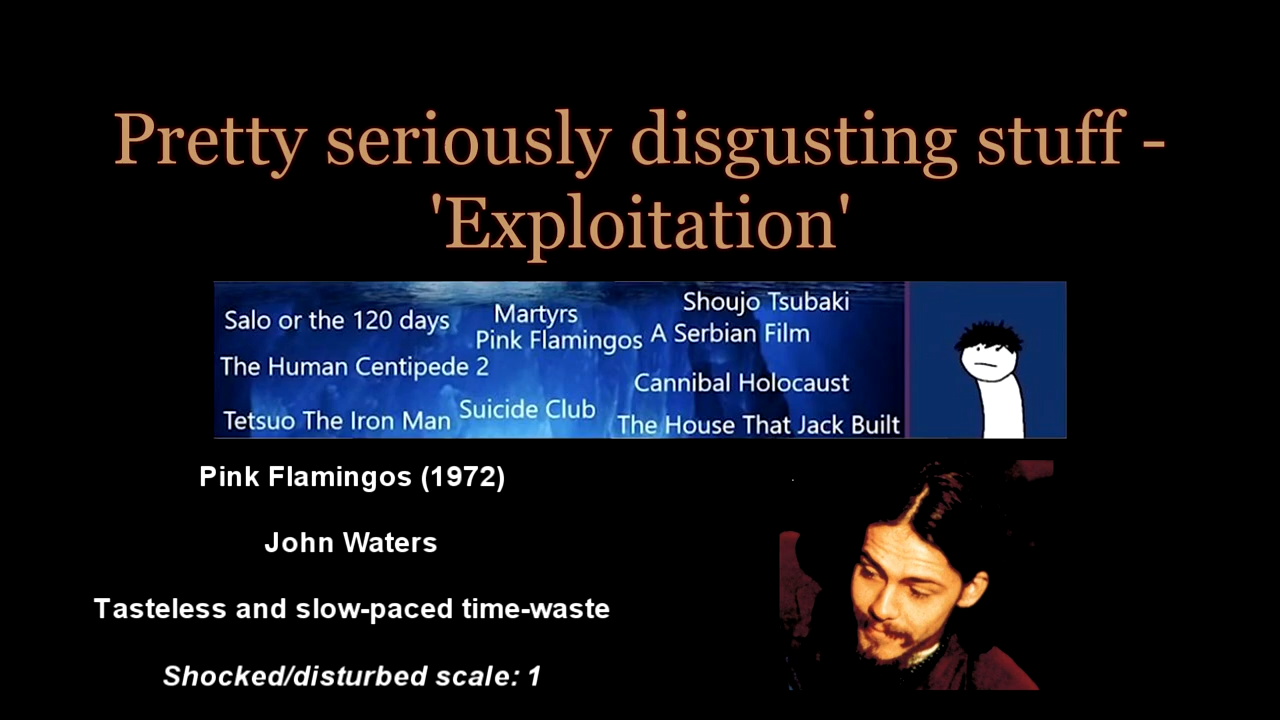 Pretty seriously disgusting stuff -
'Exploitation'
Salo or the 120 days
Martyrs
Shoujo Tsubaki
Pink Flamingos
A Serbian Film
The Human Centipede 2
Cannibal Holocaust
Tetsuo The Iron Man
Suicide Club
The House That Jack Built
Pink Flamingos (1972)
John Waters
Tasteless and slow-paced time-waste
Shocked/disturbed scale: 1